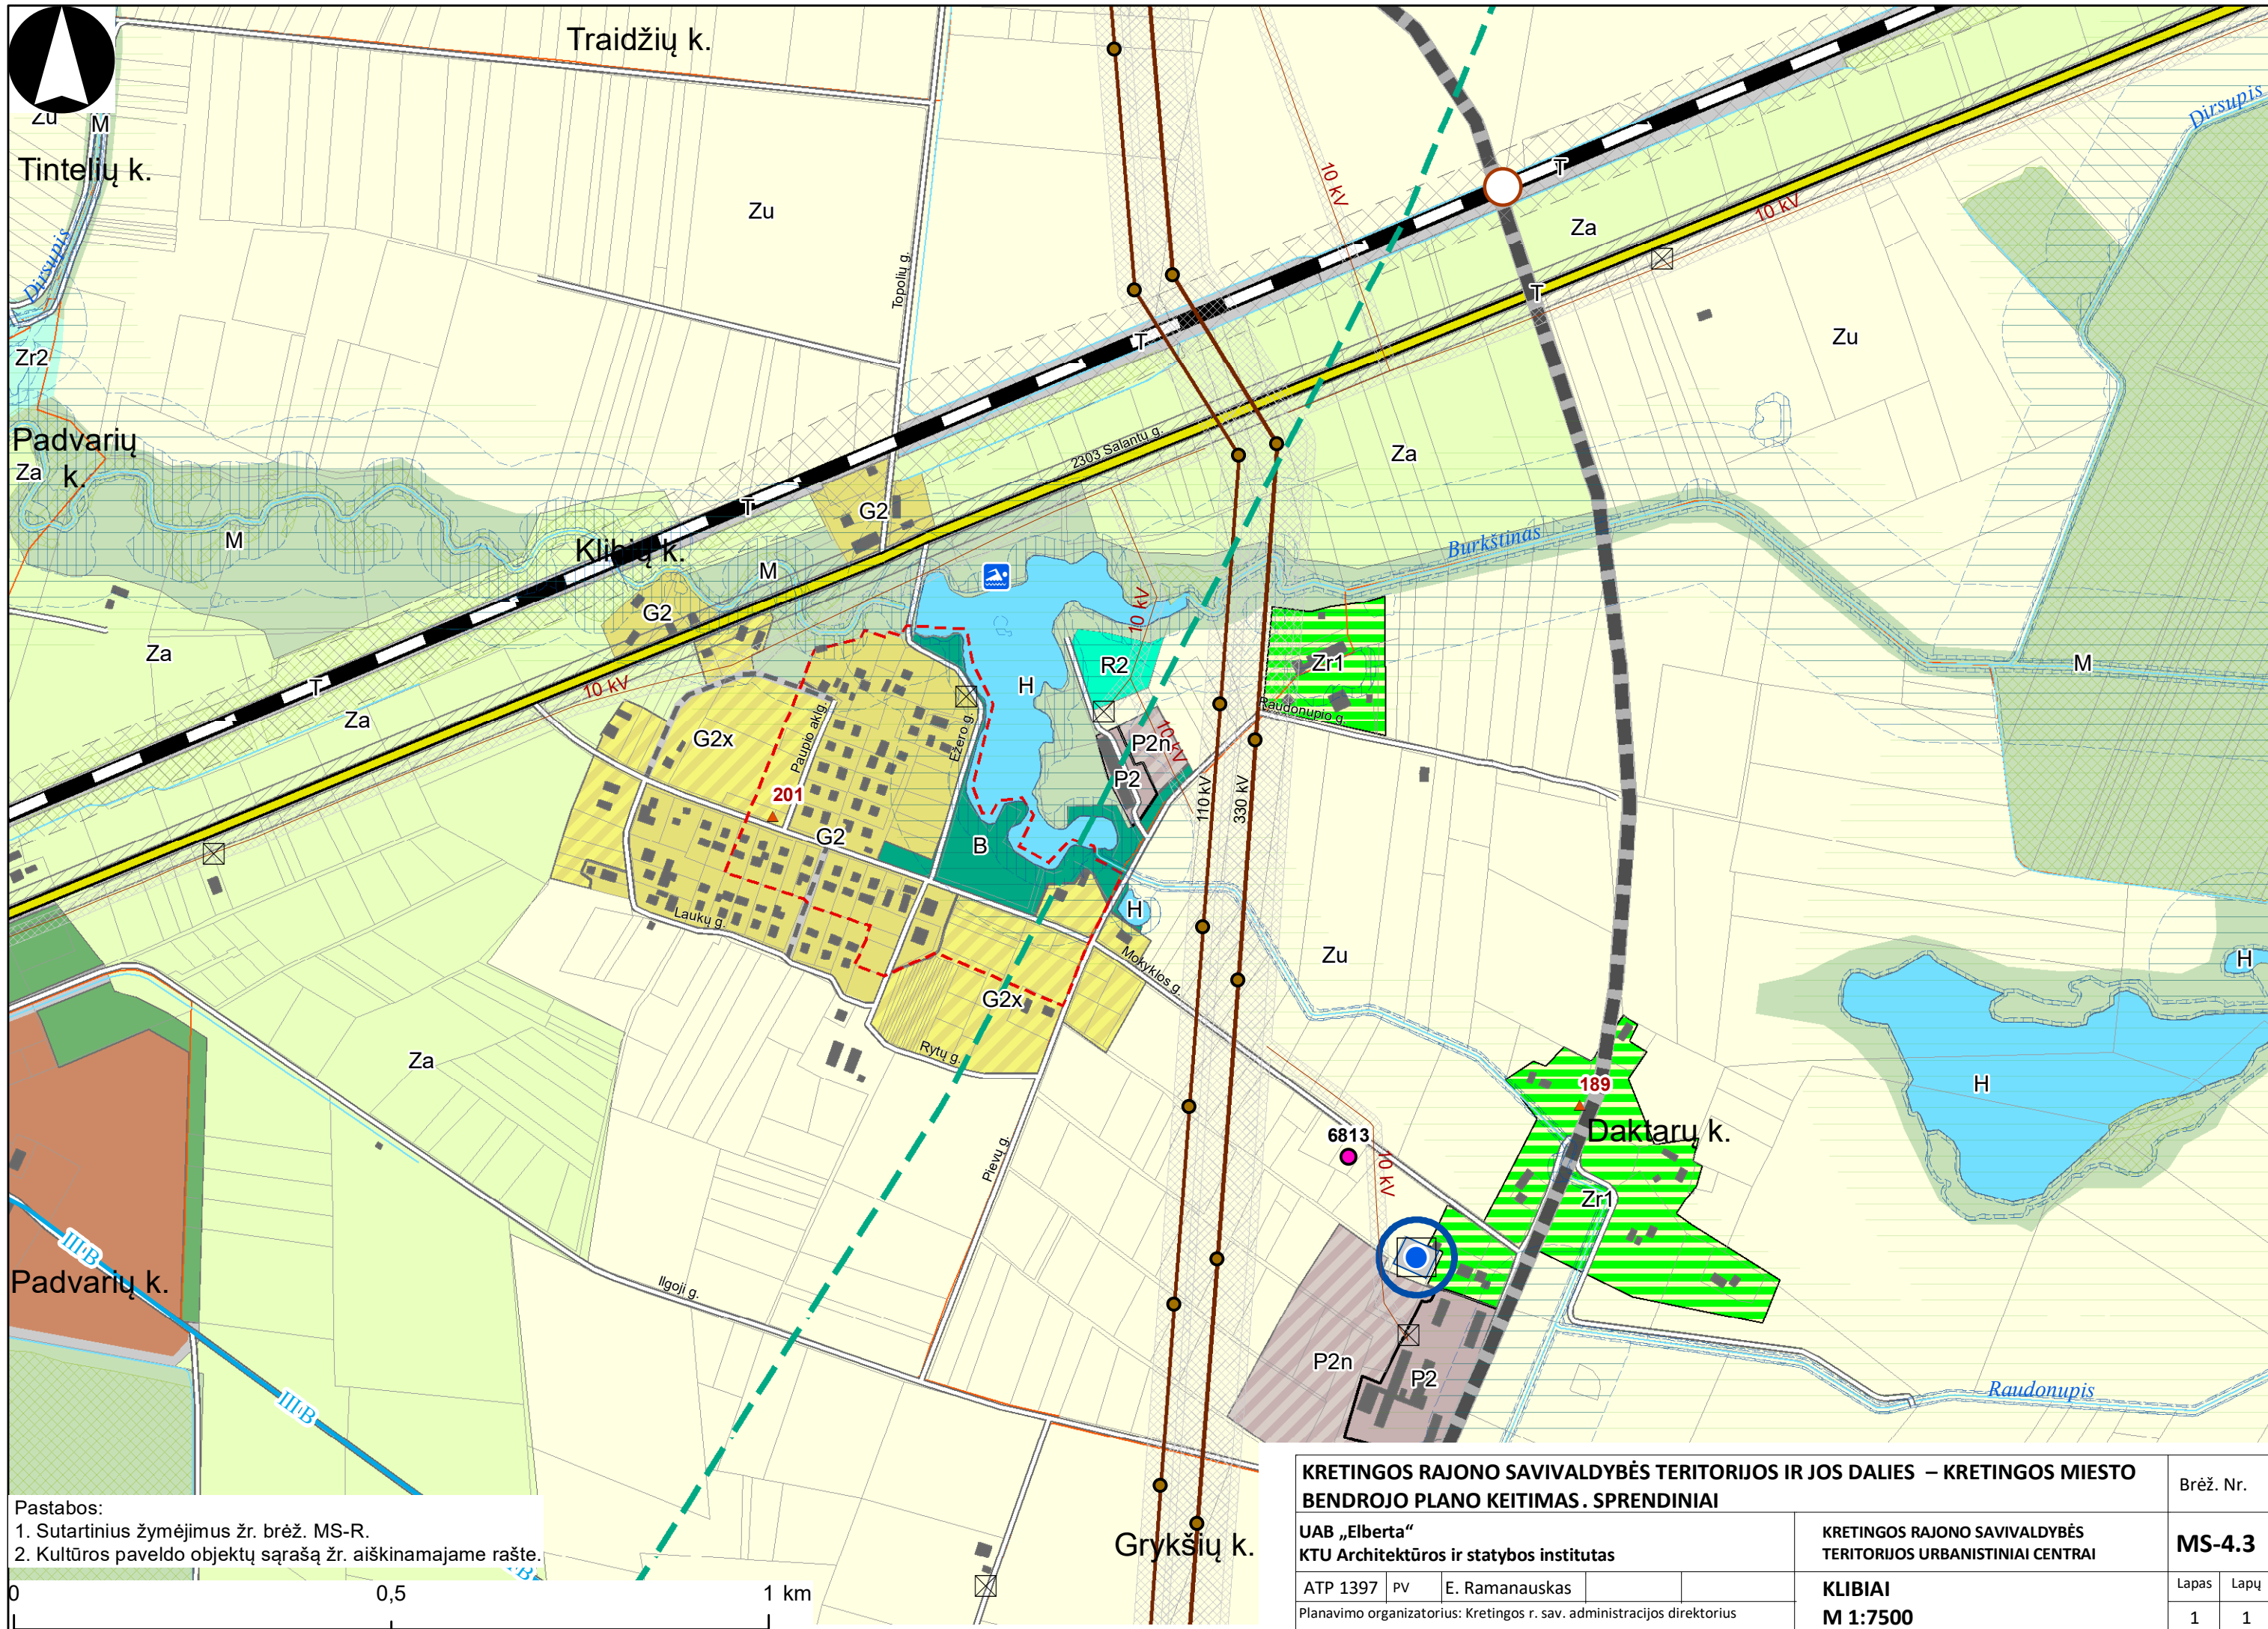 Traidžių k.
Zu
M
Tintelių k.
Dirsupis
Zu
10 kV
T
Dirsupis
10 kV
Za
Topolių g.
T
T
Zu
Zr2
Padvarių
k.
Za
2303 Salantų g.
Za
T
G2
M
Klibių k.
M
Burkštinas
G2
10 kV
Za
H
R2
Zr1
M
T
10 kV
Za
Raudonupio g.
G2x
Paupio aklg.
Ežero g.
P2n
10 kV
P2
110 kV
330 kV
201
G2
B
Laukų g.
H
Mokyklos g.
Zu
H
G2x
Rytų g.
Za
H
189
Daktarų k.
6813
10 kV
Pievų g.
Zr1
III B
Padvarių k.
Ilgoji g.
P2n
P2
Raudonupis
III B
Grykšių k.
B
Pastabos:
1. Sutartinius žymėjimus žr. brėž. MS-R.
2. Kultūros paveldo objektų sąrašą žr. aiškinamajame rašte.
0 0,5 1 km
KRETINGOS RAJONO SAVIVALDYBĖS TERITORIJOS IR JOS DALIES – KRETINGOS MIESTO
BENDROJO PLANO KEITIMAS. SPRENDINIAI
Brėž. Nr.
UAB „Elberta“
KTU Architektūros ir statybos institutas
KRETINGOS RAJONO SAVIVALDYBĖS
TERITORIJOS URBANISTINIAI CENTRAI
MS-4.3
ATP 1397 PV E. Ramanauskas
Planavimo organizatorius: Kretingos r. sav. administracijos direktorius
KLIBIAI
M 1:7500
Lapas Lapų
1 1